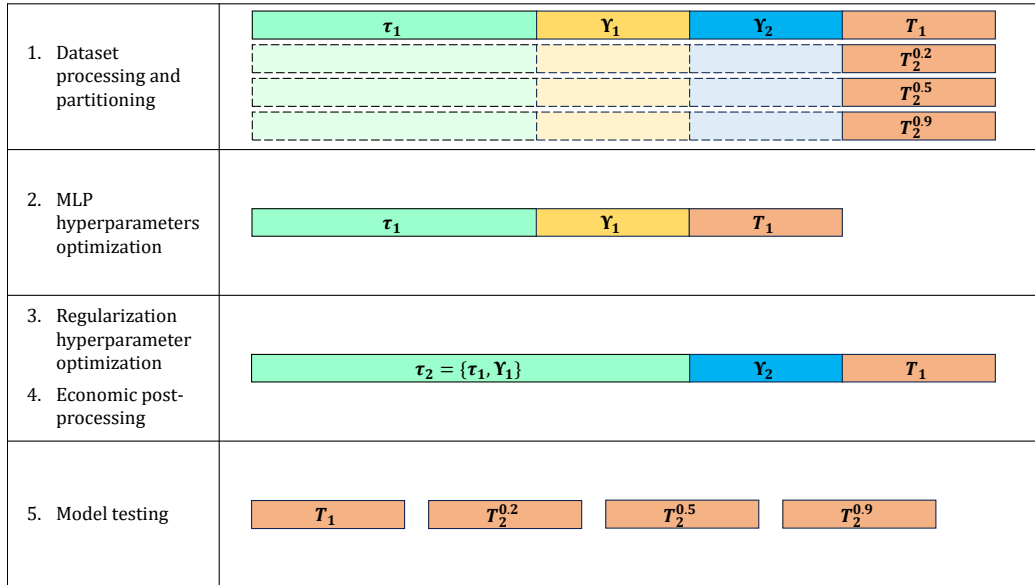 1. Dataset
processing and
partitioning
τ₁ ϒ₁ ϒ₂ T₁
T₂^0.2
T₂^0.5
T₂^0.9
2. MLP
hyperparameters
optimization
τ₁ ϒ₁ T₁
3. Regularization
hyperparameter
optimization
4. Economic post-
processing
τ₂ = {τ₁, ϒ₁} ϒ₂ T₁
5. Model testing
T₁ T₂^0.2 T₂^0.5 T₂^0.9